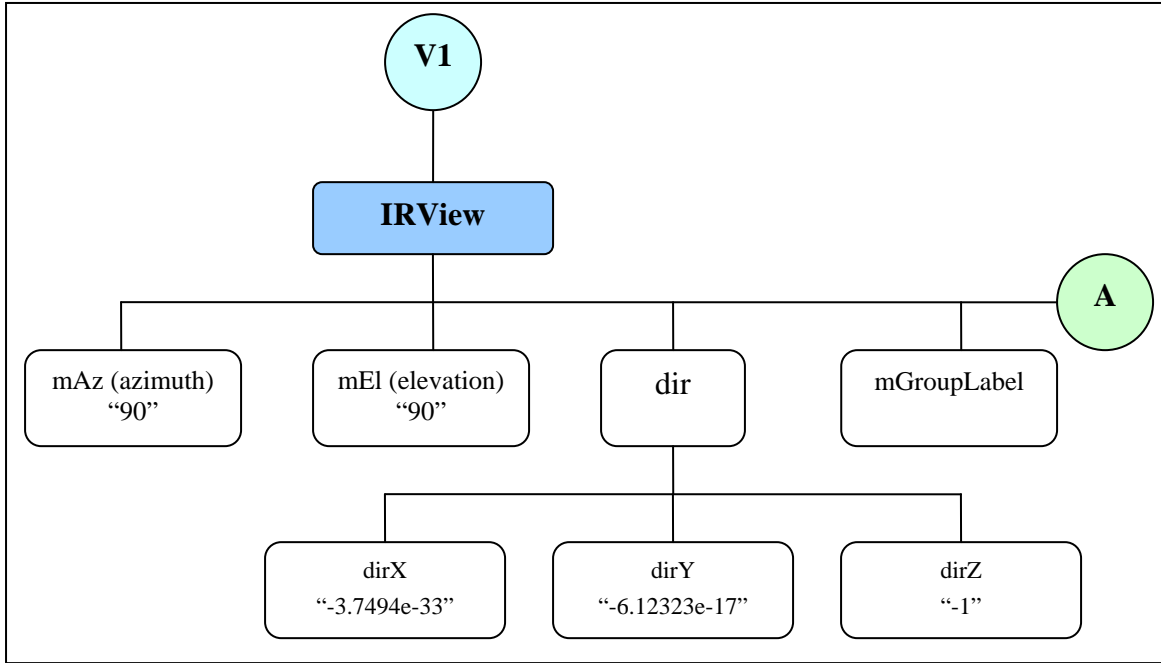 V1
IRView
A
mAz (azimuth)
“90”
mEl (elevation)
“90”
dir
mGroupLabel
dirX
“-3.7494e-33”
dirY
“-6.12323e-17”
dirZ
“-1”